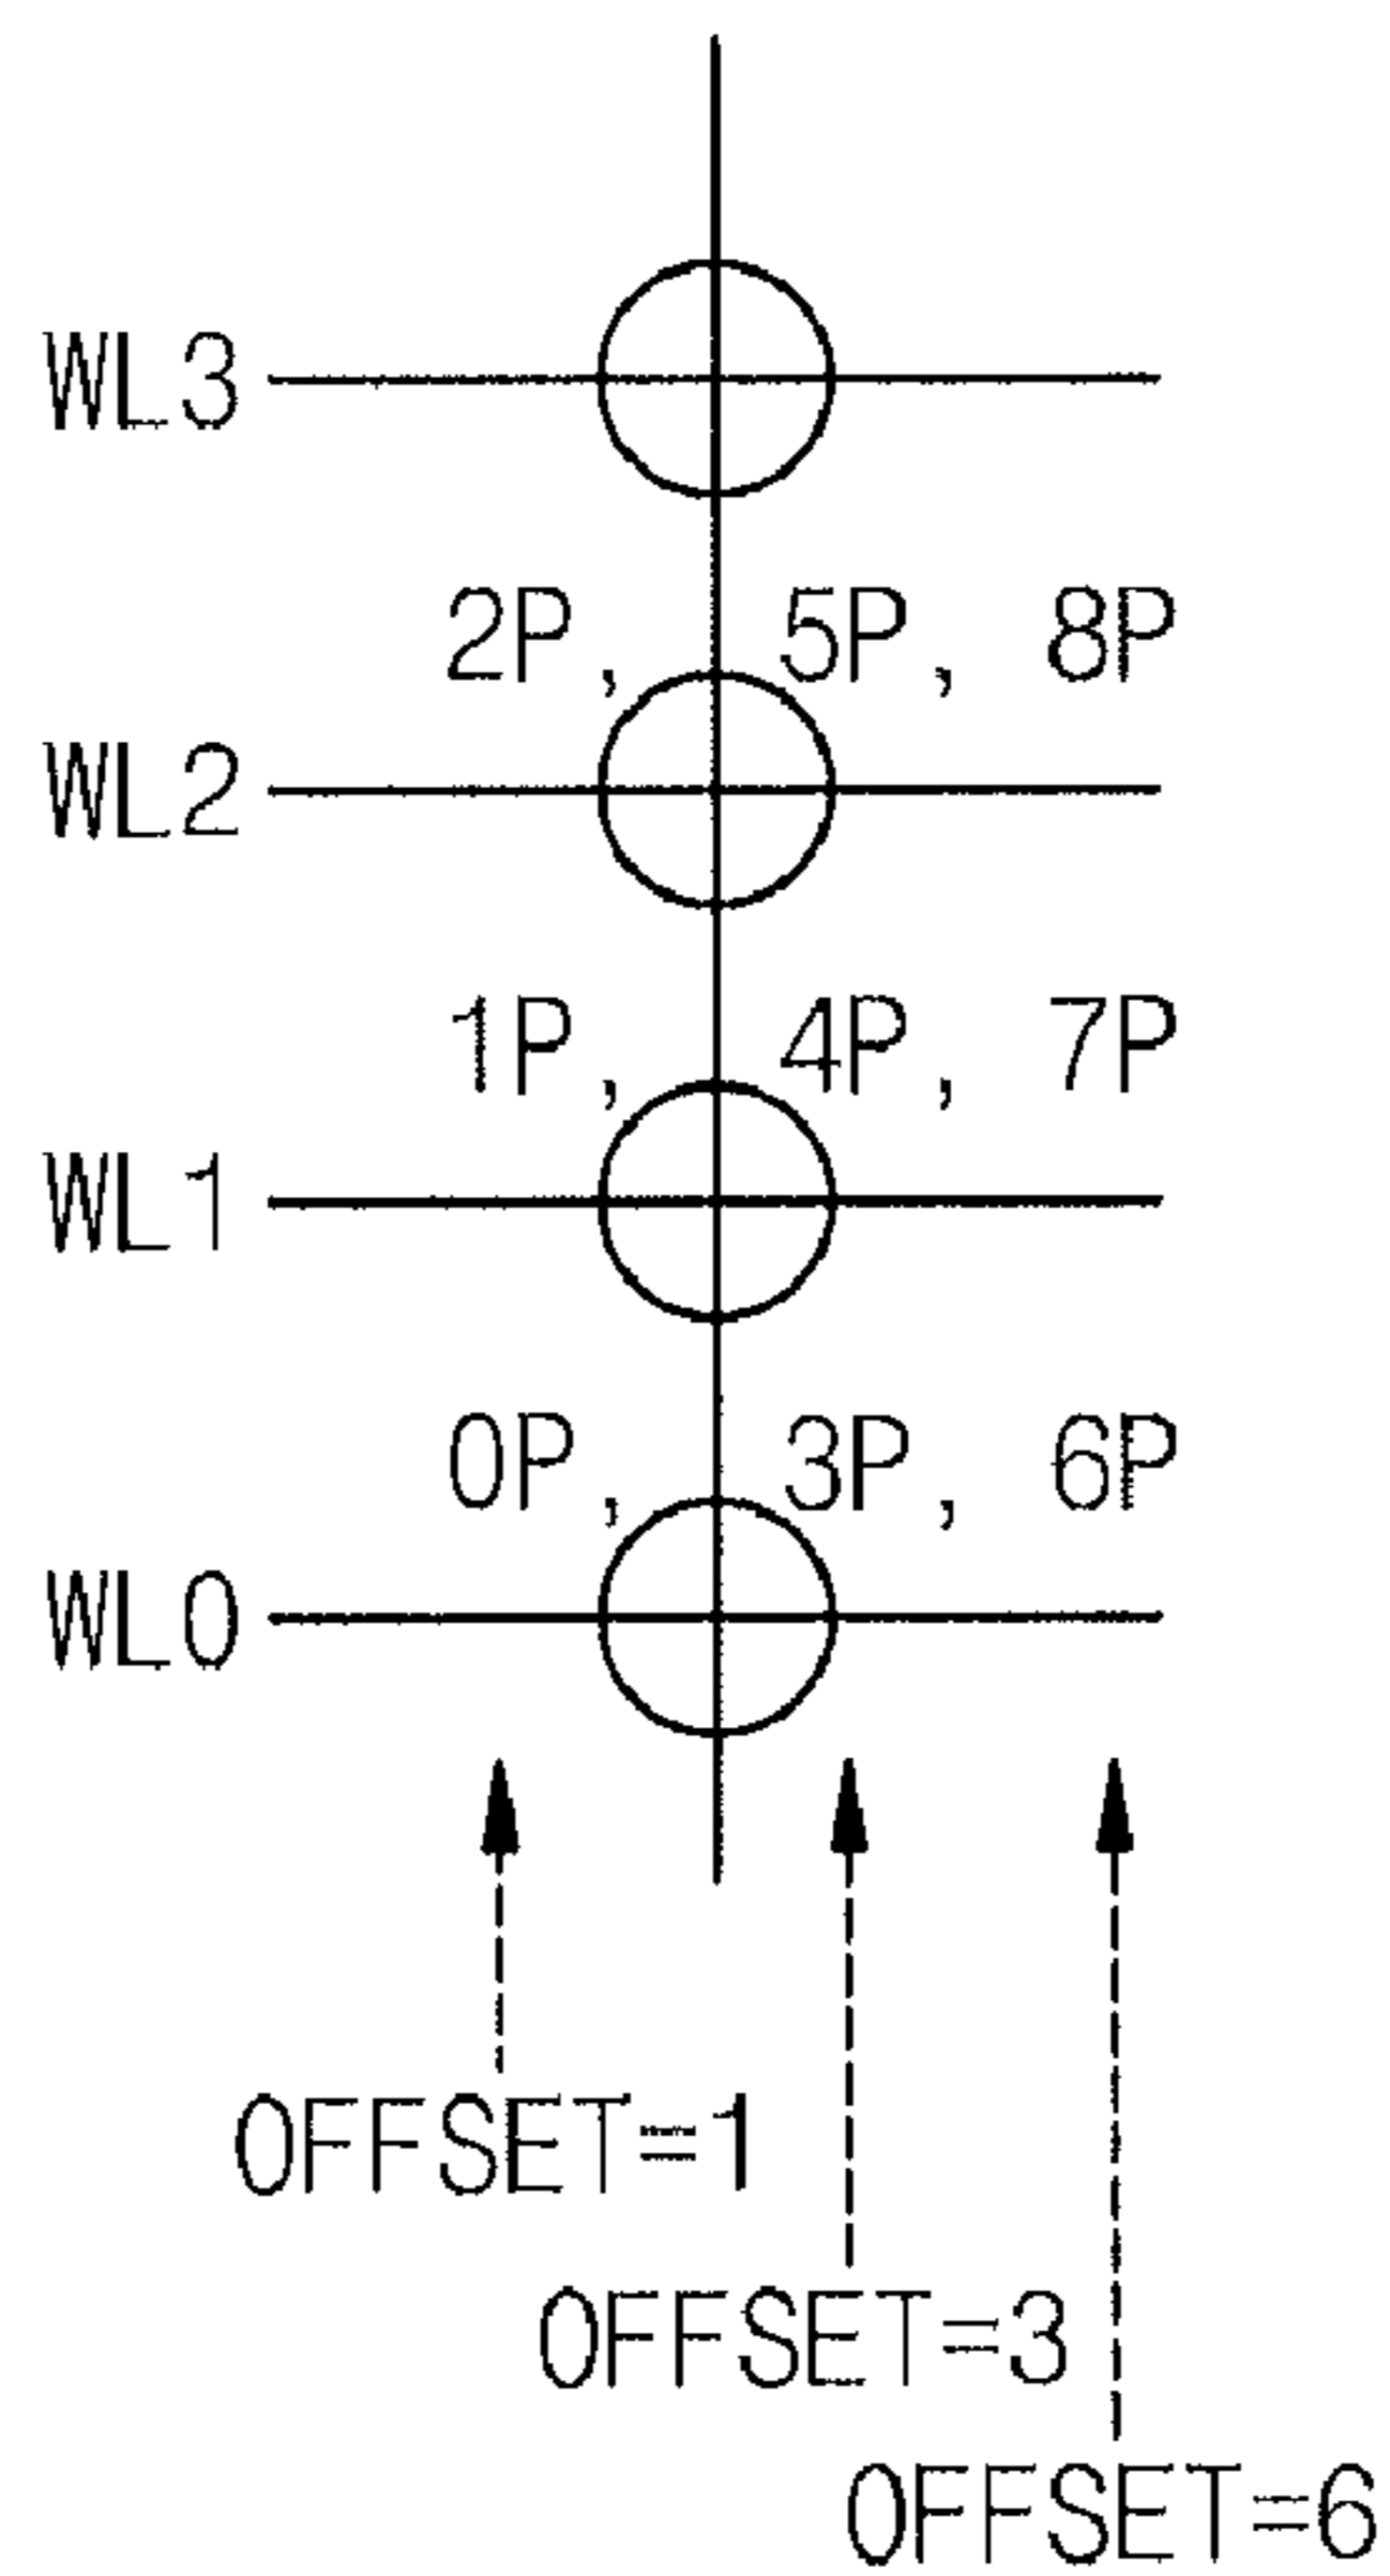 WL3
2P, 5P, 8P
WL2
1P, 4P, 7P
WL1
0P, 3P, 6P
WL0
OFFSET=1
OFFSET=3
OFFSET=6